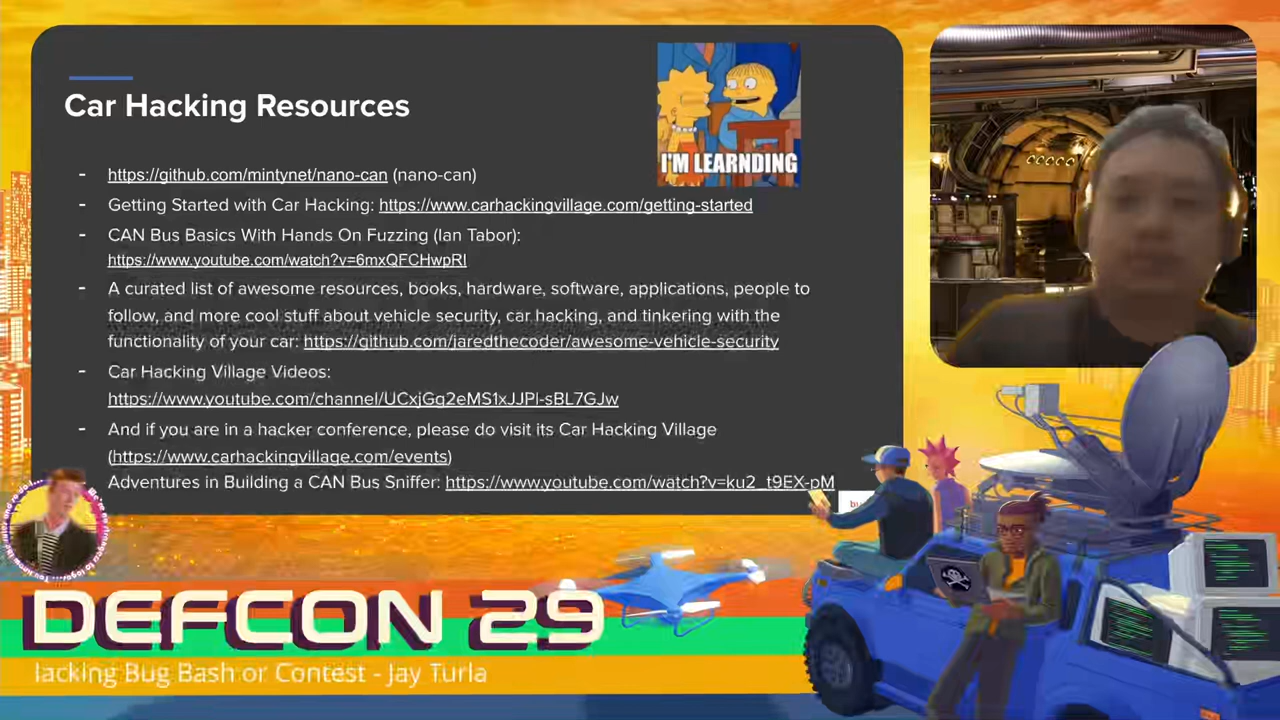 Car Hacking Resources
I'M LEARNDING
- https://github.com/mintynet/nano-can (nano-can)
- Getting Started with Car Hacking: https://www.carhackingvillage.com/getting-started
- CAN Bus Basics With Hands On Fuzzing (Ian Tabor):
https://www.youtube.com/watch?v=6mxQFCHwpRI
- A curated list of awesome resources, books, hardware, software, applications, people to
follow, and more cool stuff about vehicle security, car hacking, and tinkering with the
functionality of your car: https://github.com/jaredthecoder/awesome-vehicle-security
- Car Hacking Village Videos:
https://www.youtube.com/channel/UCxjGg2eMS1xJJPl-sBL7GJw
- And if you are in a hacker conference, please do visit its Car Hacking Village
(https://www.carhackingvillage.com/events)
Adventures in Building a CAN Bus Sniffer: https://www.youtube.com/watch?v=ku2_t9EX-pM
DEFCON 29
lacking Bug Bash or Contest - Jay Turla